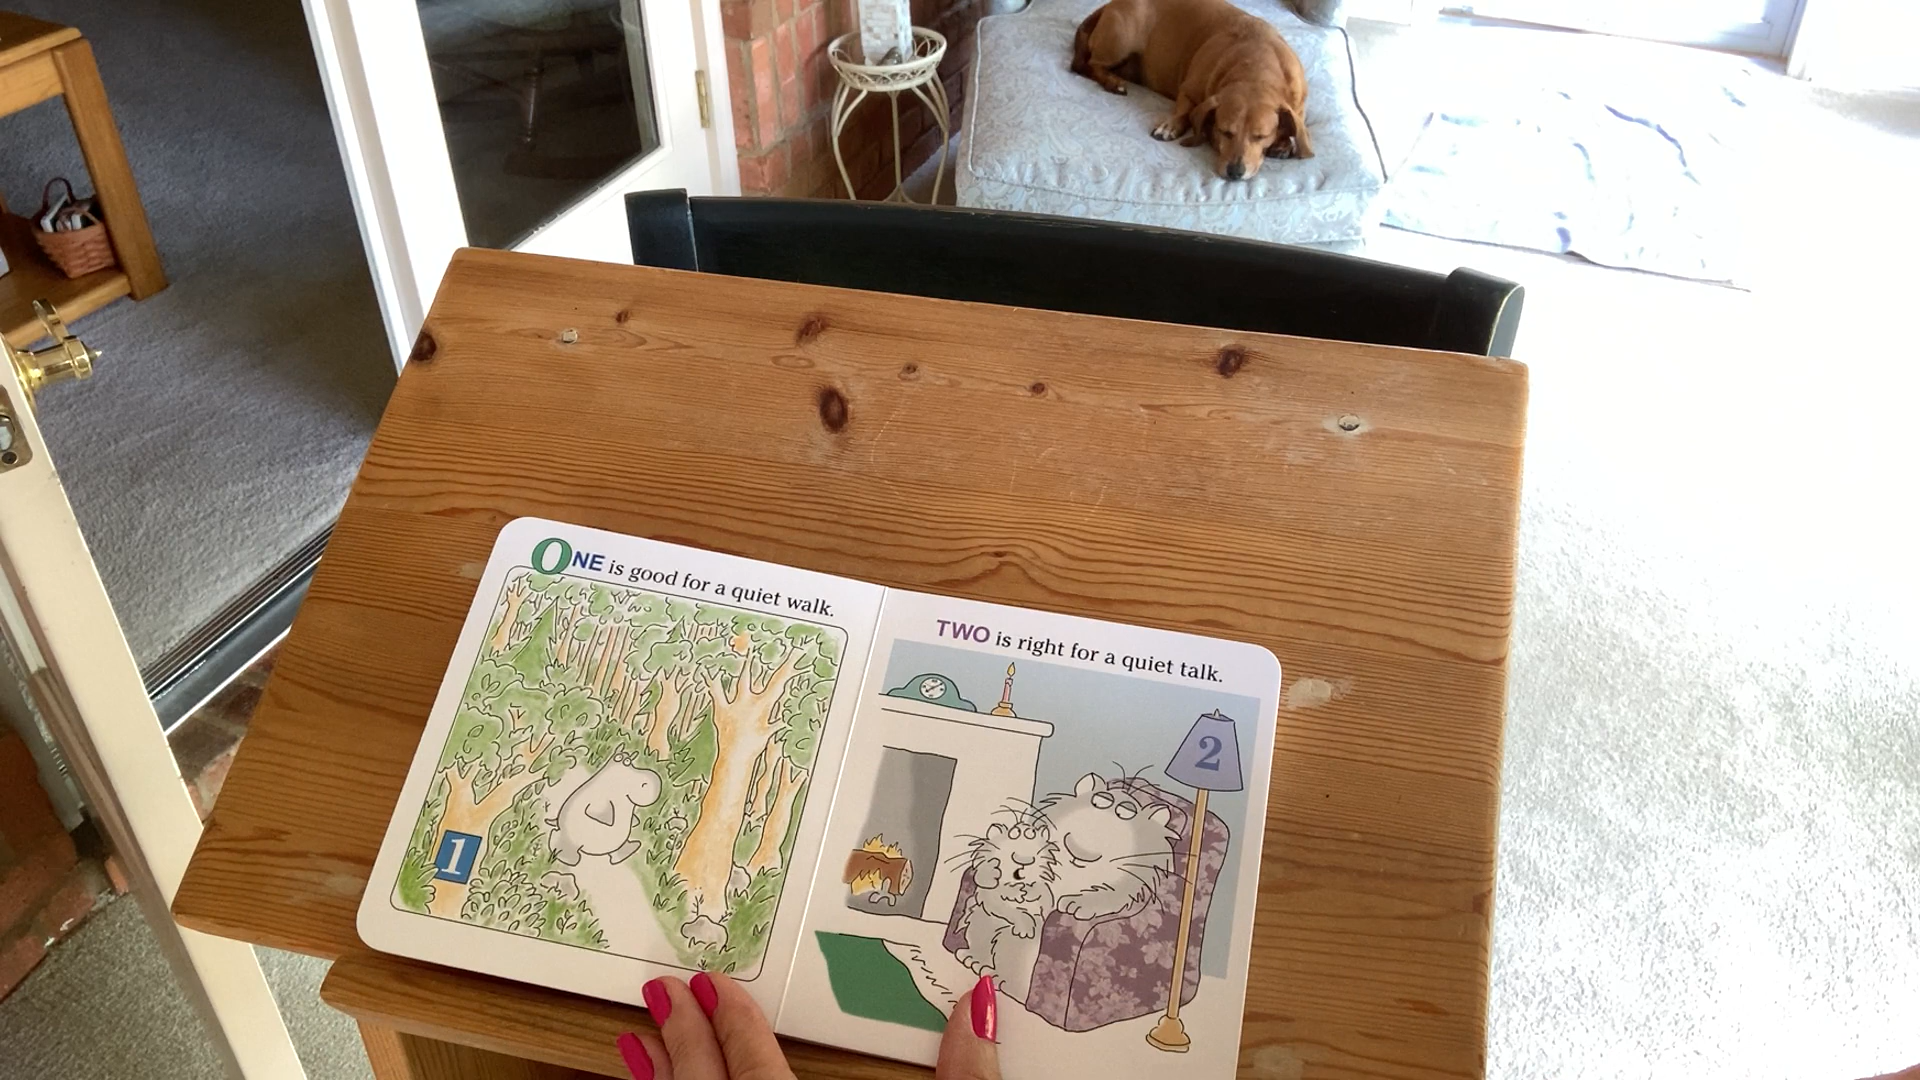 ONE is good for a quiet walk.
1
TWO is right for a quiet talk.
2